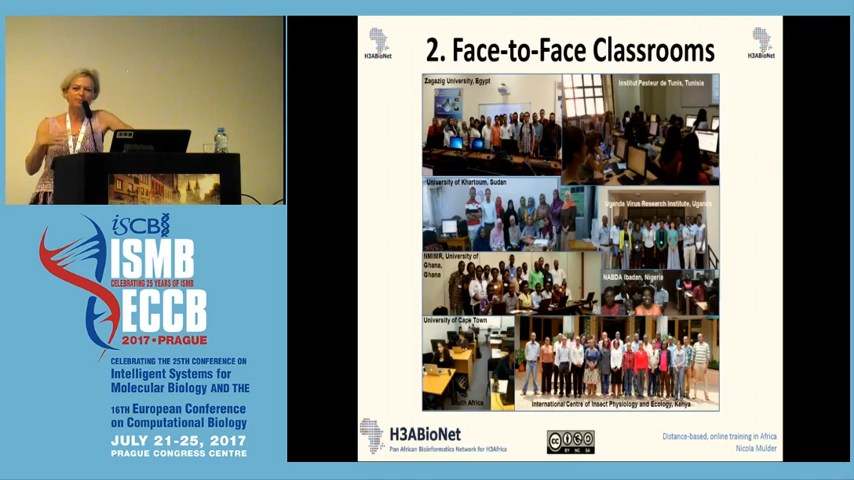 H3ABioNet
2. Face-to-Face Classrooms
H3ABioNet
Zagazig University, Egypt
Institut Pasteur de Tunis, Tunisia
University of Khartoum, Sudan
Uganda Virus Research Institute, Uganda
NMIMR, University of
Ghana,
Ghana
NABDA Ibadan, Nigeria
University of Cape Town
South Africa
International Centre of Insect Physiology and Ecology, Kenya
H3ABioNet
Pan African Bioinformatics Network for H3Africa
cc
BY NC SA
Distance-based, online training in Africa
Nicola Mulder
iSCB
ISMB
CELEBRATING 25 YEARS OF ISMB
ECCB
2017 • PRAGUE
CELEBRATING THE 25TH CONFERENCE ON
Intelligent Systems for
Molecular Biology AND THE
16TH European Conference
on Computational Biology
JULY 21-25, 2017
PRAGUE CONGRESS CENTRE